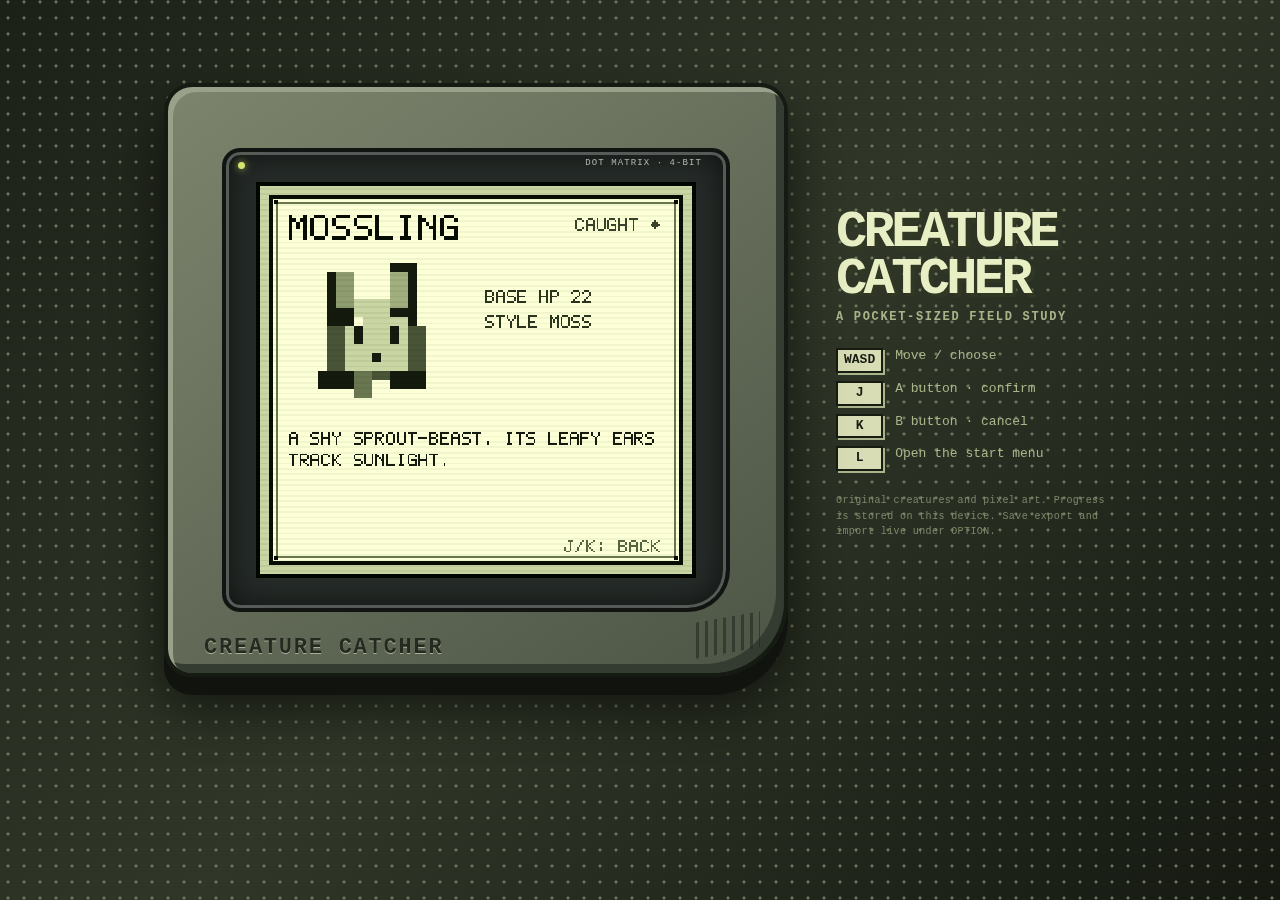 DOT MATRIX · 4-BIT
MOSSLING
CAUGHT ◆
BASE HP 22
STYLE MOSS
A SHY SPROUT-BEAST. ITS LEAFY EARS
TRACK SUNLIGHT.
J/K: BACK
CREATURE CATCHER
CREATURE
CATCHER
A POCKET-SIZED FIELD STUDY
WASD Move / choose
J A button · confirm
K B button · cancel
L Open the start menu
Original creatures and pixel art. Progress
is stored on this device. Save export and
import live under OPTION.